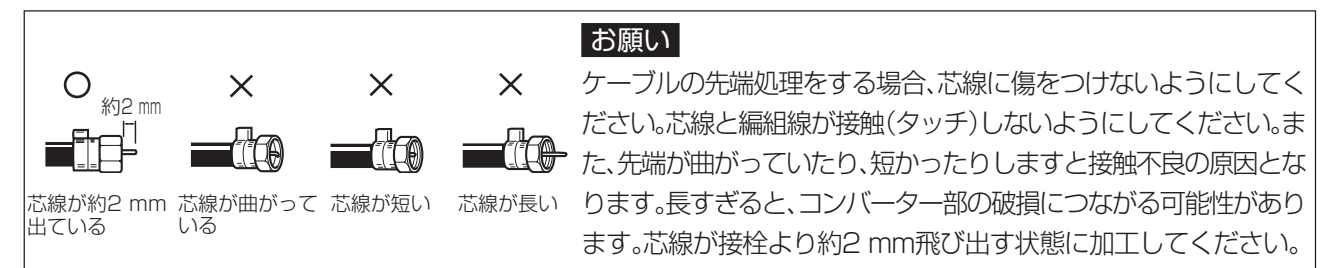 ○ × × ×
約2 mm
芯線が約2 mm
出ている
芯線が曲がって
いる
芯線が短い
芯線が長い
お願い
ケーブルの先端処理をする場合、芯線に傷をつけないようにしてく
ださい。芯線と編組線が接触(タッチ)しないようにしてください。ま
た、先端が曲がっていたり、短かったりしますと接触不良の原因とな
ります。長すぎると、コンバーター部の破損につながる可能性があり
ます。芯線が接栓より約2 mm飛び出す状態に加工してください。